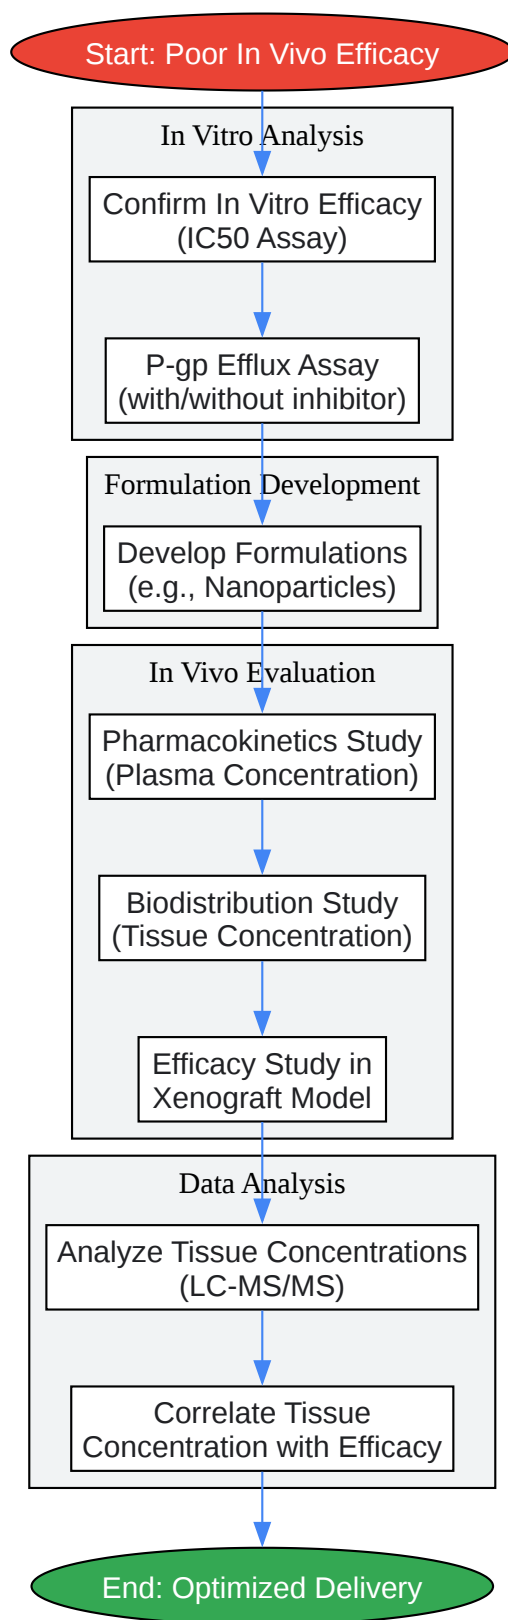 Start: Poor In Vivo Efficacy
In Vitro Analysis
Confirm In Vitro Efficacy
(IC50 Assay)
P-gp Efflux Assay
(with/without inhibitor)
Formulation Development
Develop Formulations
(e.g., Nanoparticles)
In Vivo Evaluation
Pharmacokinetics Study
(Plasma Concentration)
Biodistribution Study
(Tissue Concentration)
Efficacy Study in
Xenograft Model
Data Analysis
Analyze Tissue Concentrations
(LC-MS/MS)
Correlate Tissue
Concentration with Efficacy
End: Optimized Delivery